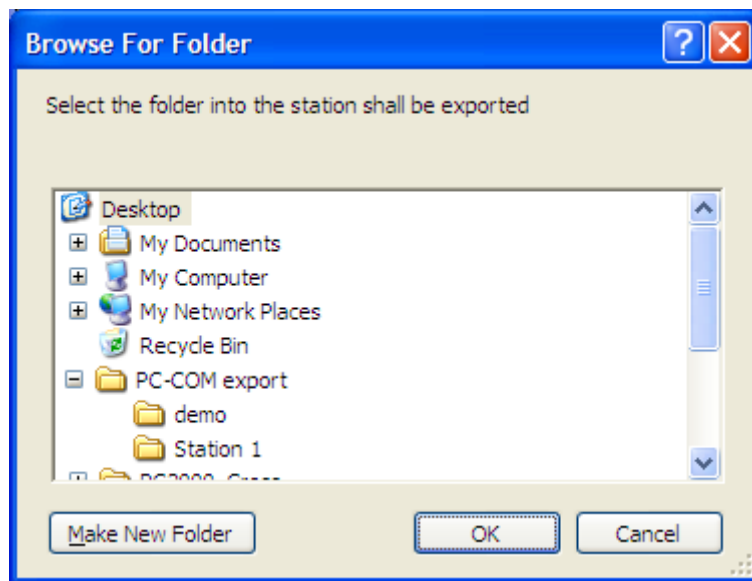 Browse For Folder
Select the folder into the station shall be exported
Desktop
My Documents
My Computer
My Network Places
Recycle Bin
PC-COM export
demo
Station 1
Make New Folder OK Cancel